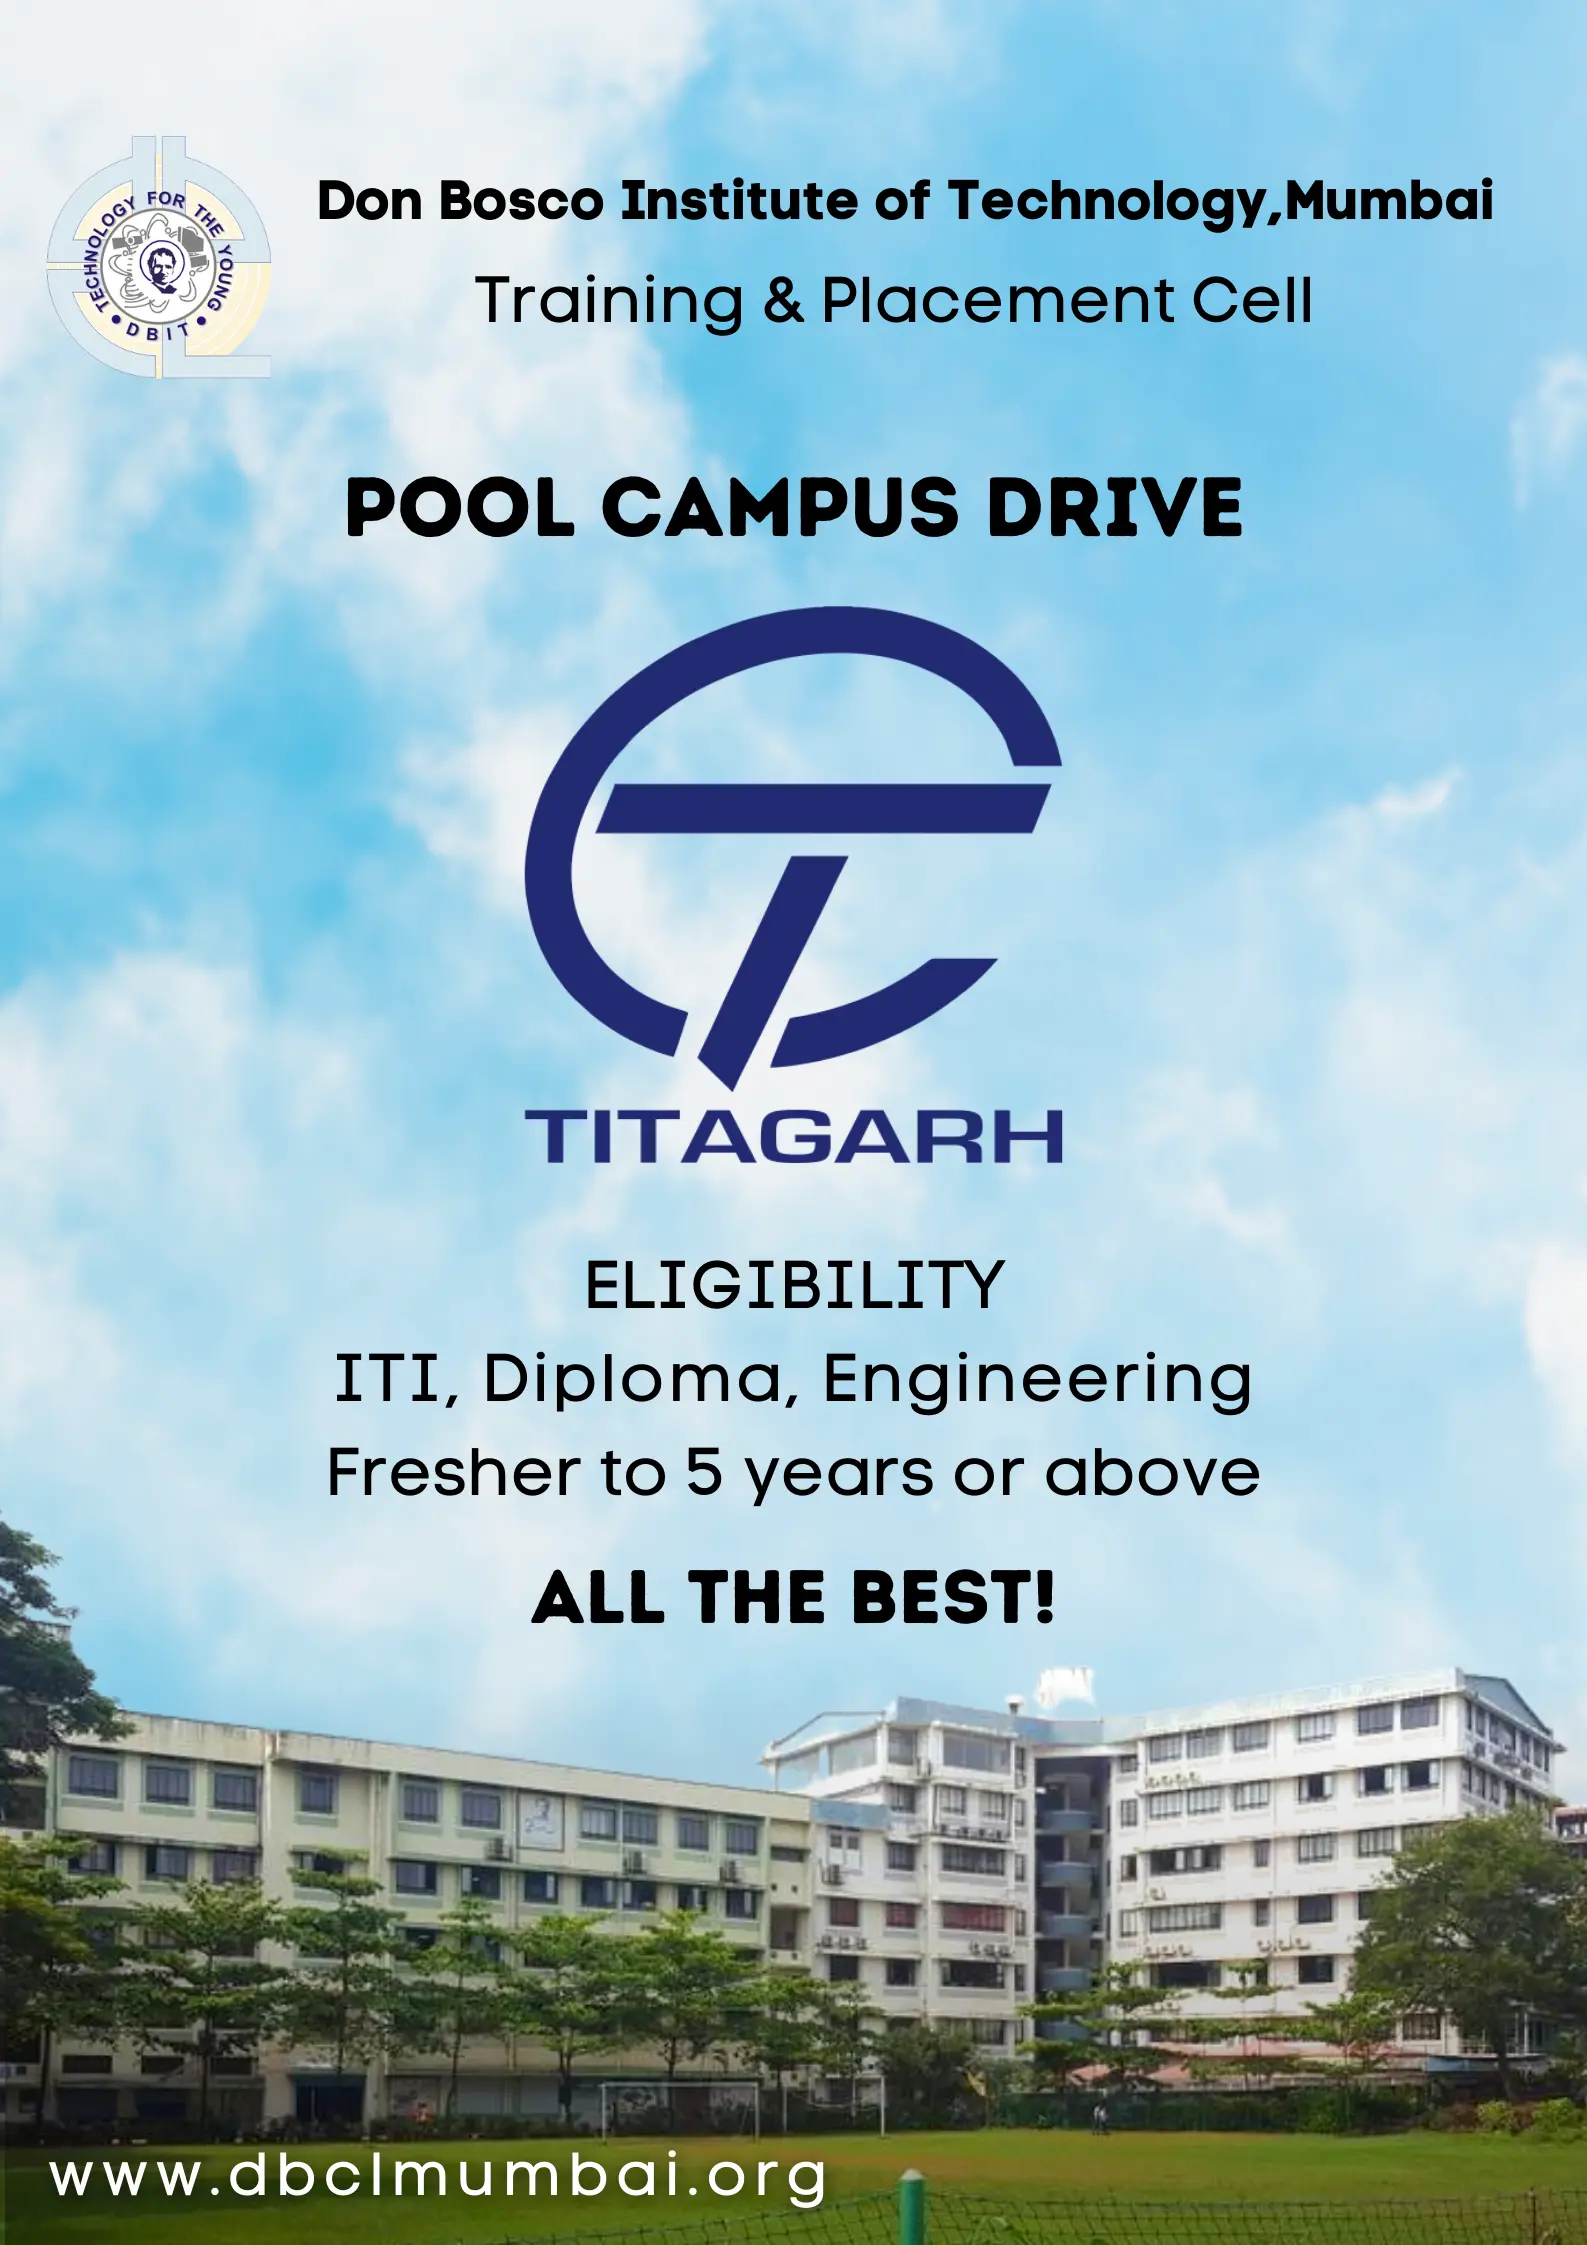 TECHNOLOGY FOR THE YOUNG
• DBIT •
Don Bosco Institute of Technology,Mumbai
Training & Placement Cell
POOL CAMPUS DRIVE
TITAGARH
ELIGIBILITY
ITI, Diploma, Engineering
Fresher to 5 years or above
ALL THE BEST!
www.dbclmumbai.org